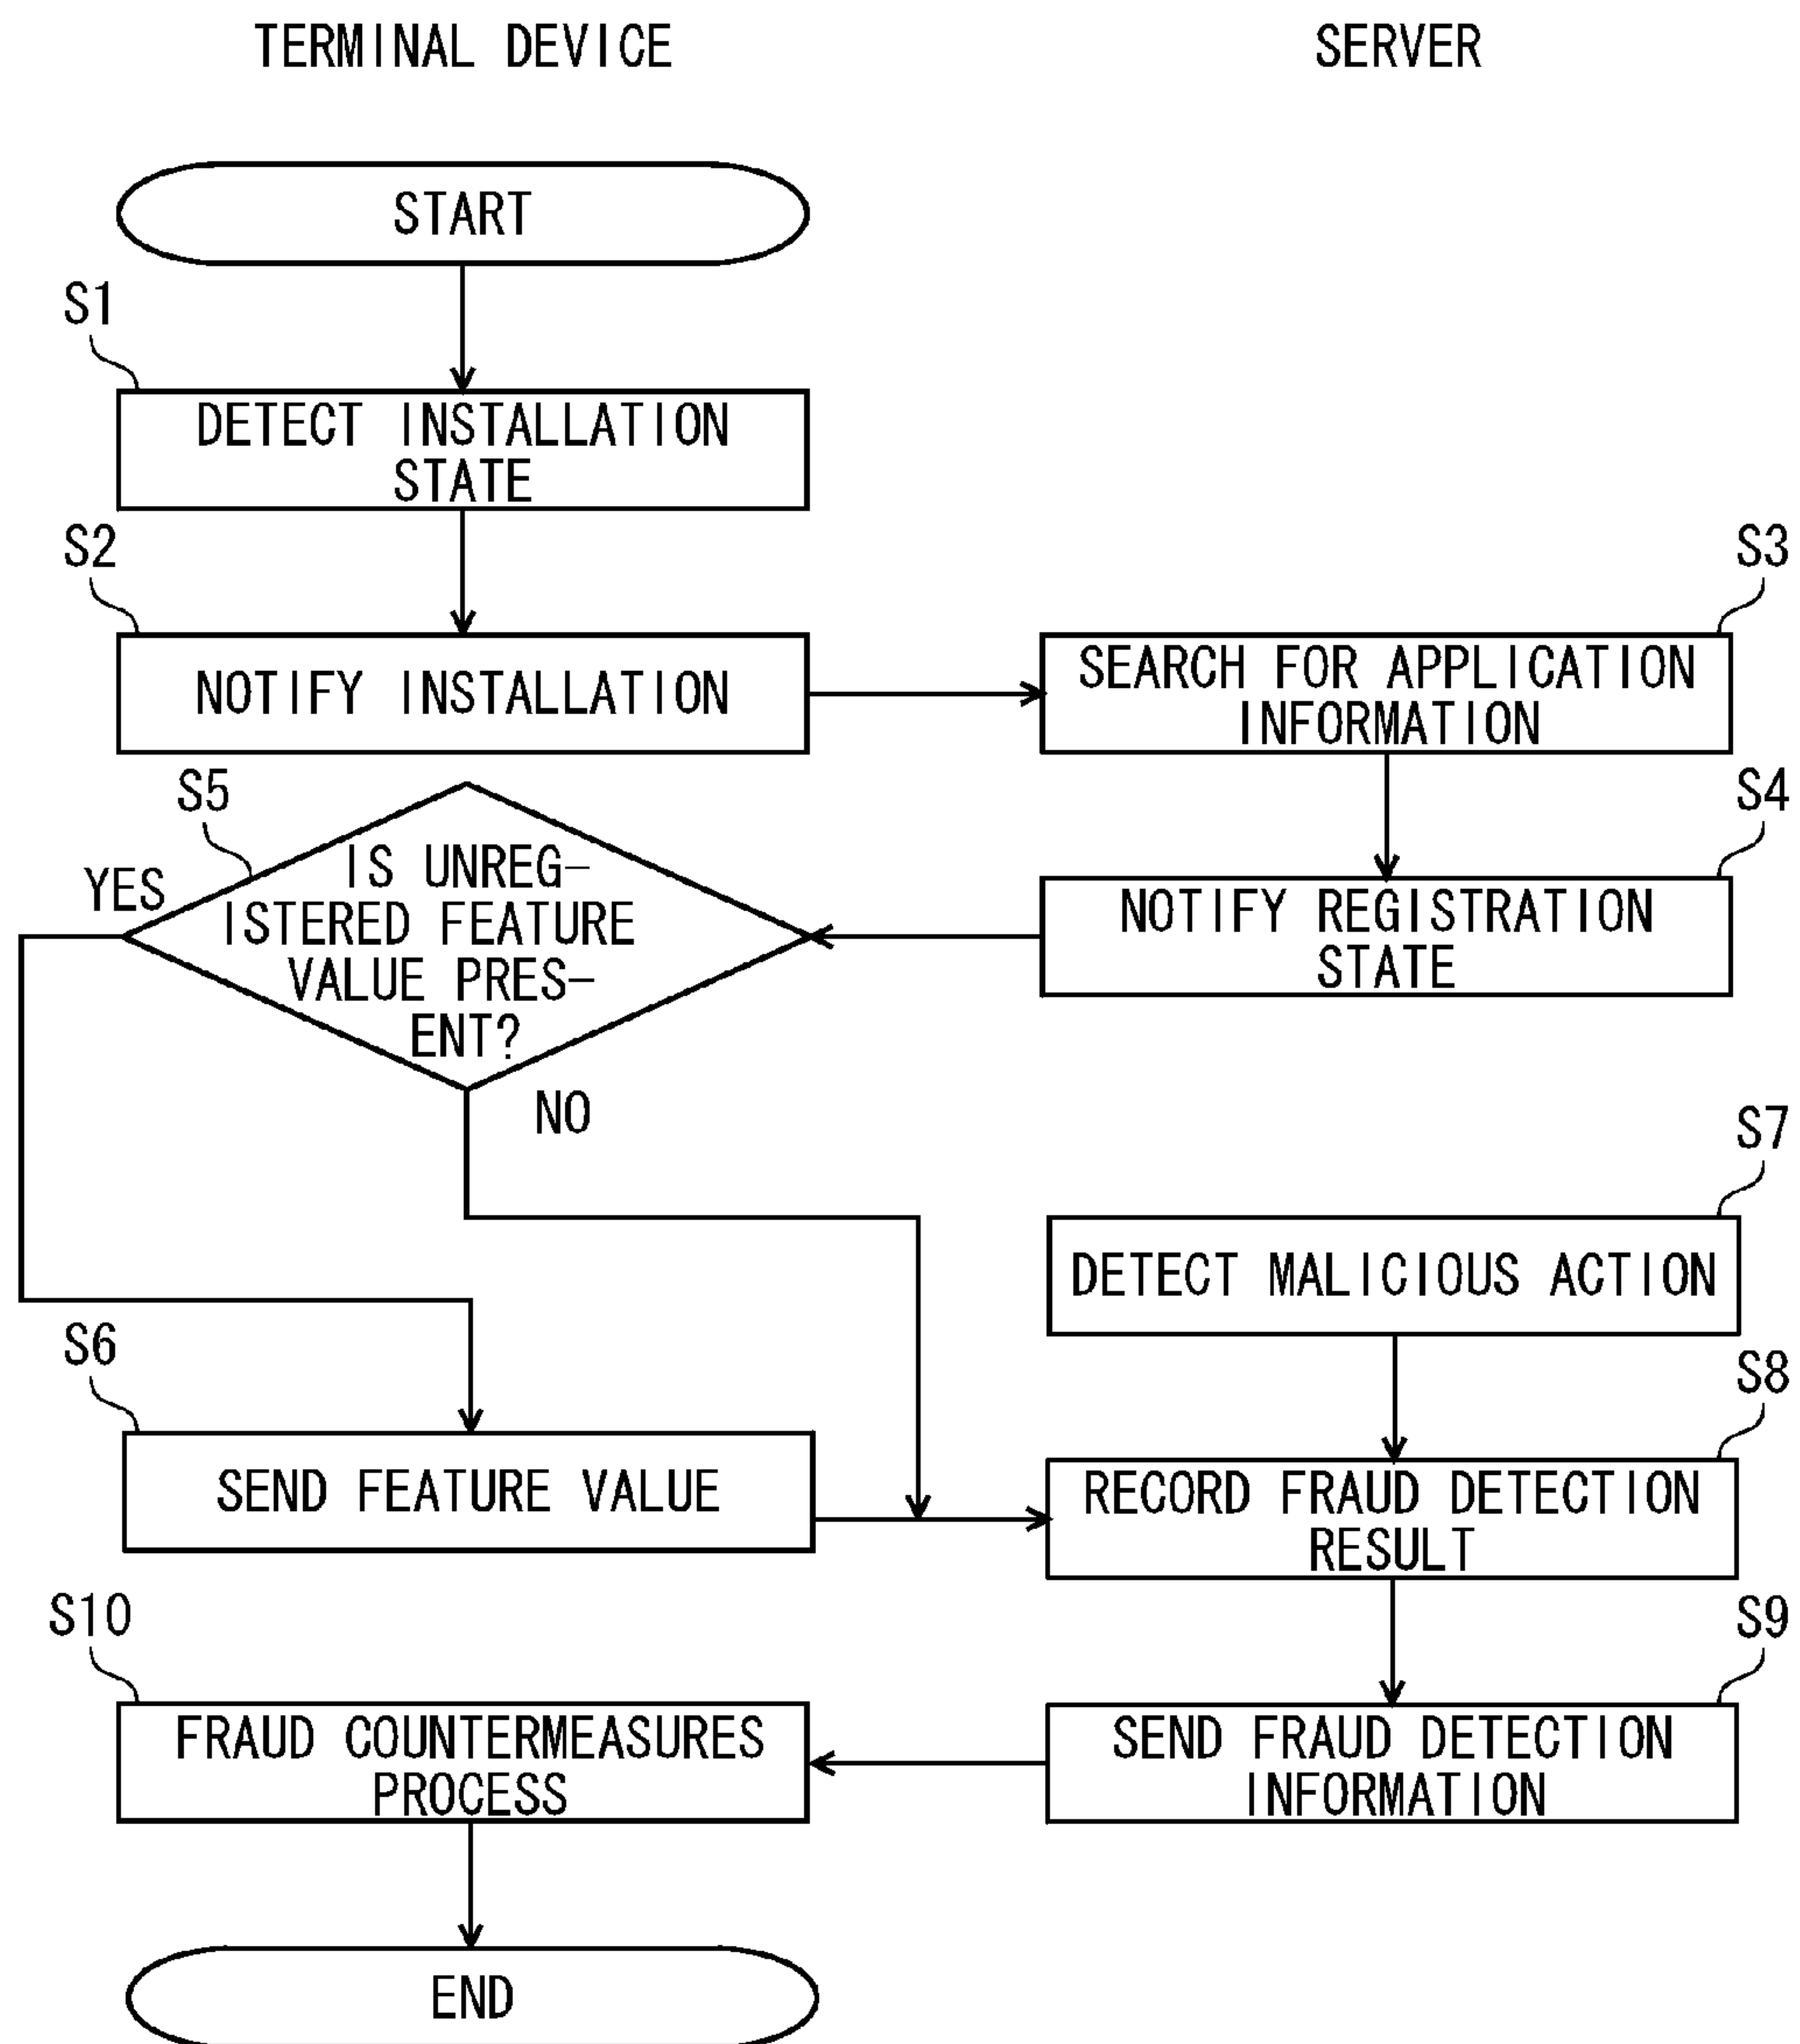 TERMINAL DEVICE
SERVER
START
S1
DETECT INSTALLATION
STATE
S2
NOTIFY INSTALLATION
S3
SEARCH FOR APPLICATION
INFORMATION
S4
NOTIFY REGISTRATION
STATE
S5
IS UNREG-
ISTERED FEATURE
VALUE PRES-
ENT?
YES
NO
S6
SEND FEATURE VALUE
S7
DETECT MALICIOUS ACTION
S8
RECORD FRAUD DETECTION
RESULT
S9
SEND FRAUD DETECTION
INFORMATION
S10
FRAUD COUNTERMEASURES
PROCESS
END